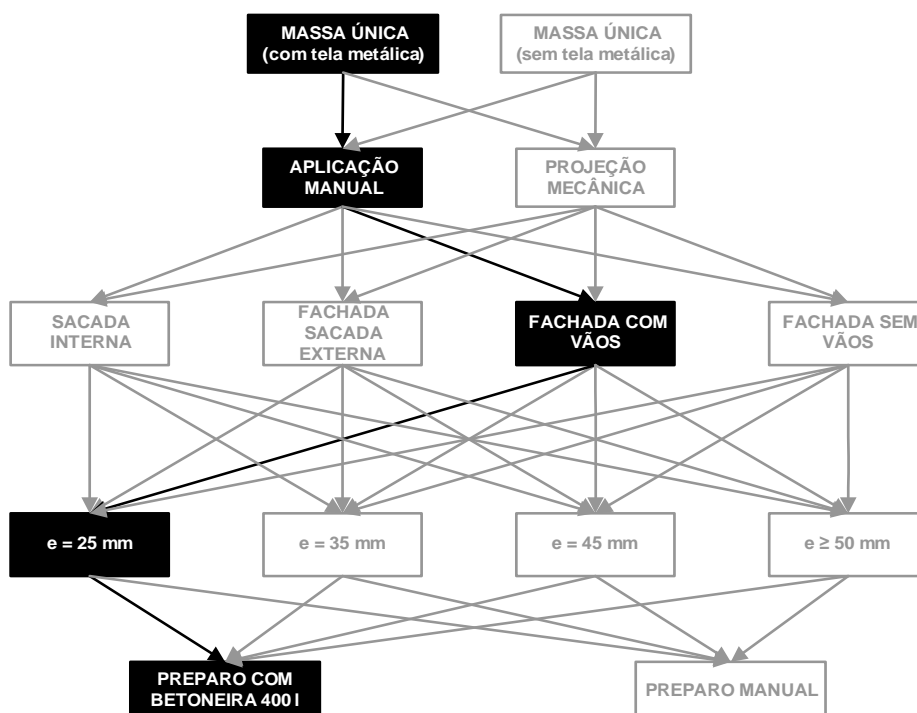 MASSA ÚNICA
(com tela metálica)
MASSA ÚNICA
(sem tela metálica)
APLICAÇÃO
MANUAL
PROJEÇÃO
MECÂNICA
SACADA
INTERNA
FACHADA
SACADA
EXTERNA
FACHADA COM
VÃOS
FACHADA SEM
VÃOS
e = 25 mm
e = 35 mm
e = 45 mm
e ≥ 50 mm
PREPARO COM
BETONEIRA 400 l
PREPARO MANUAL